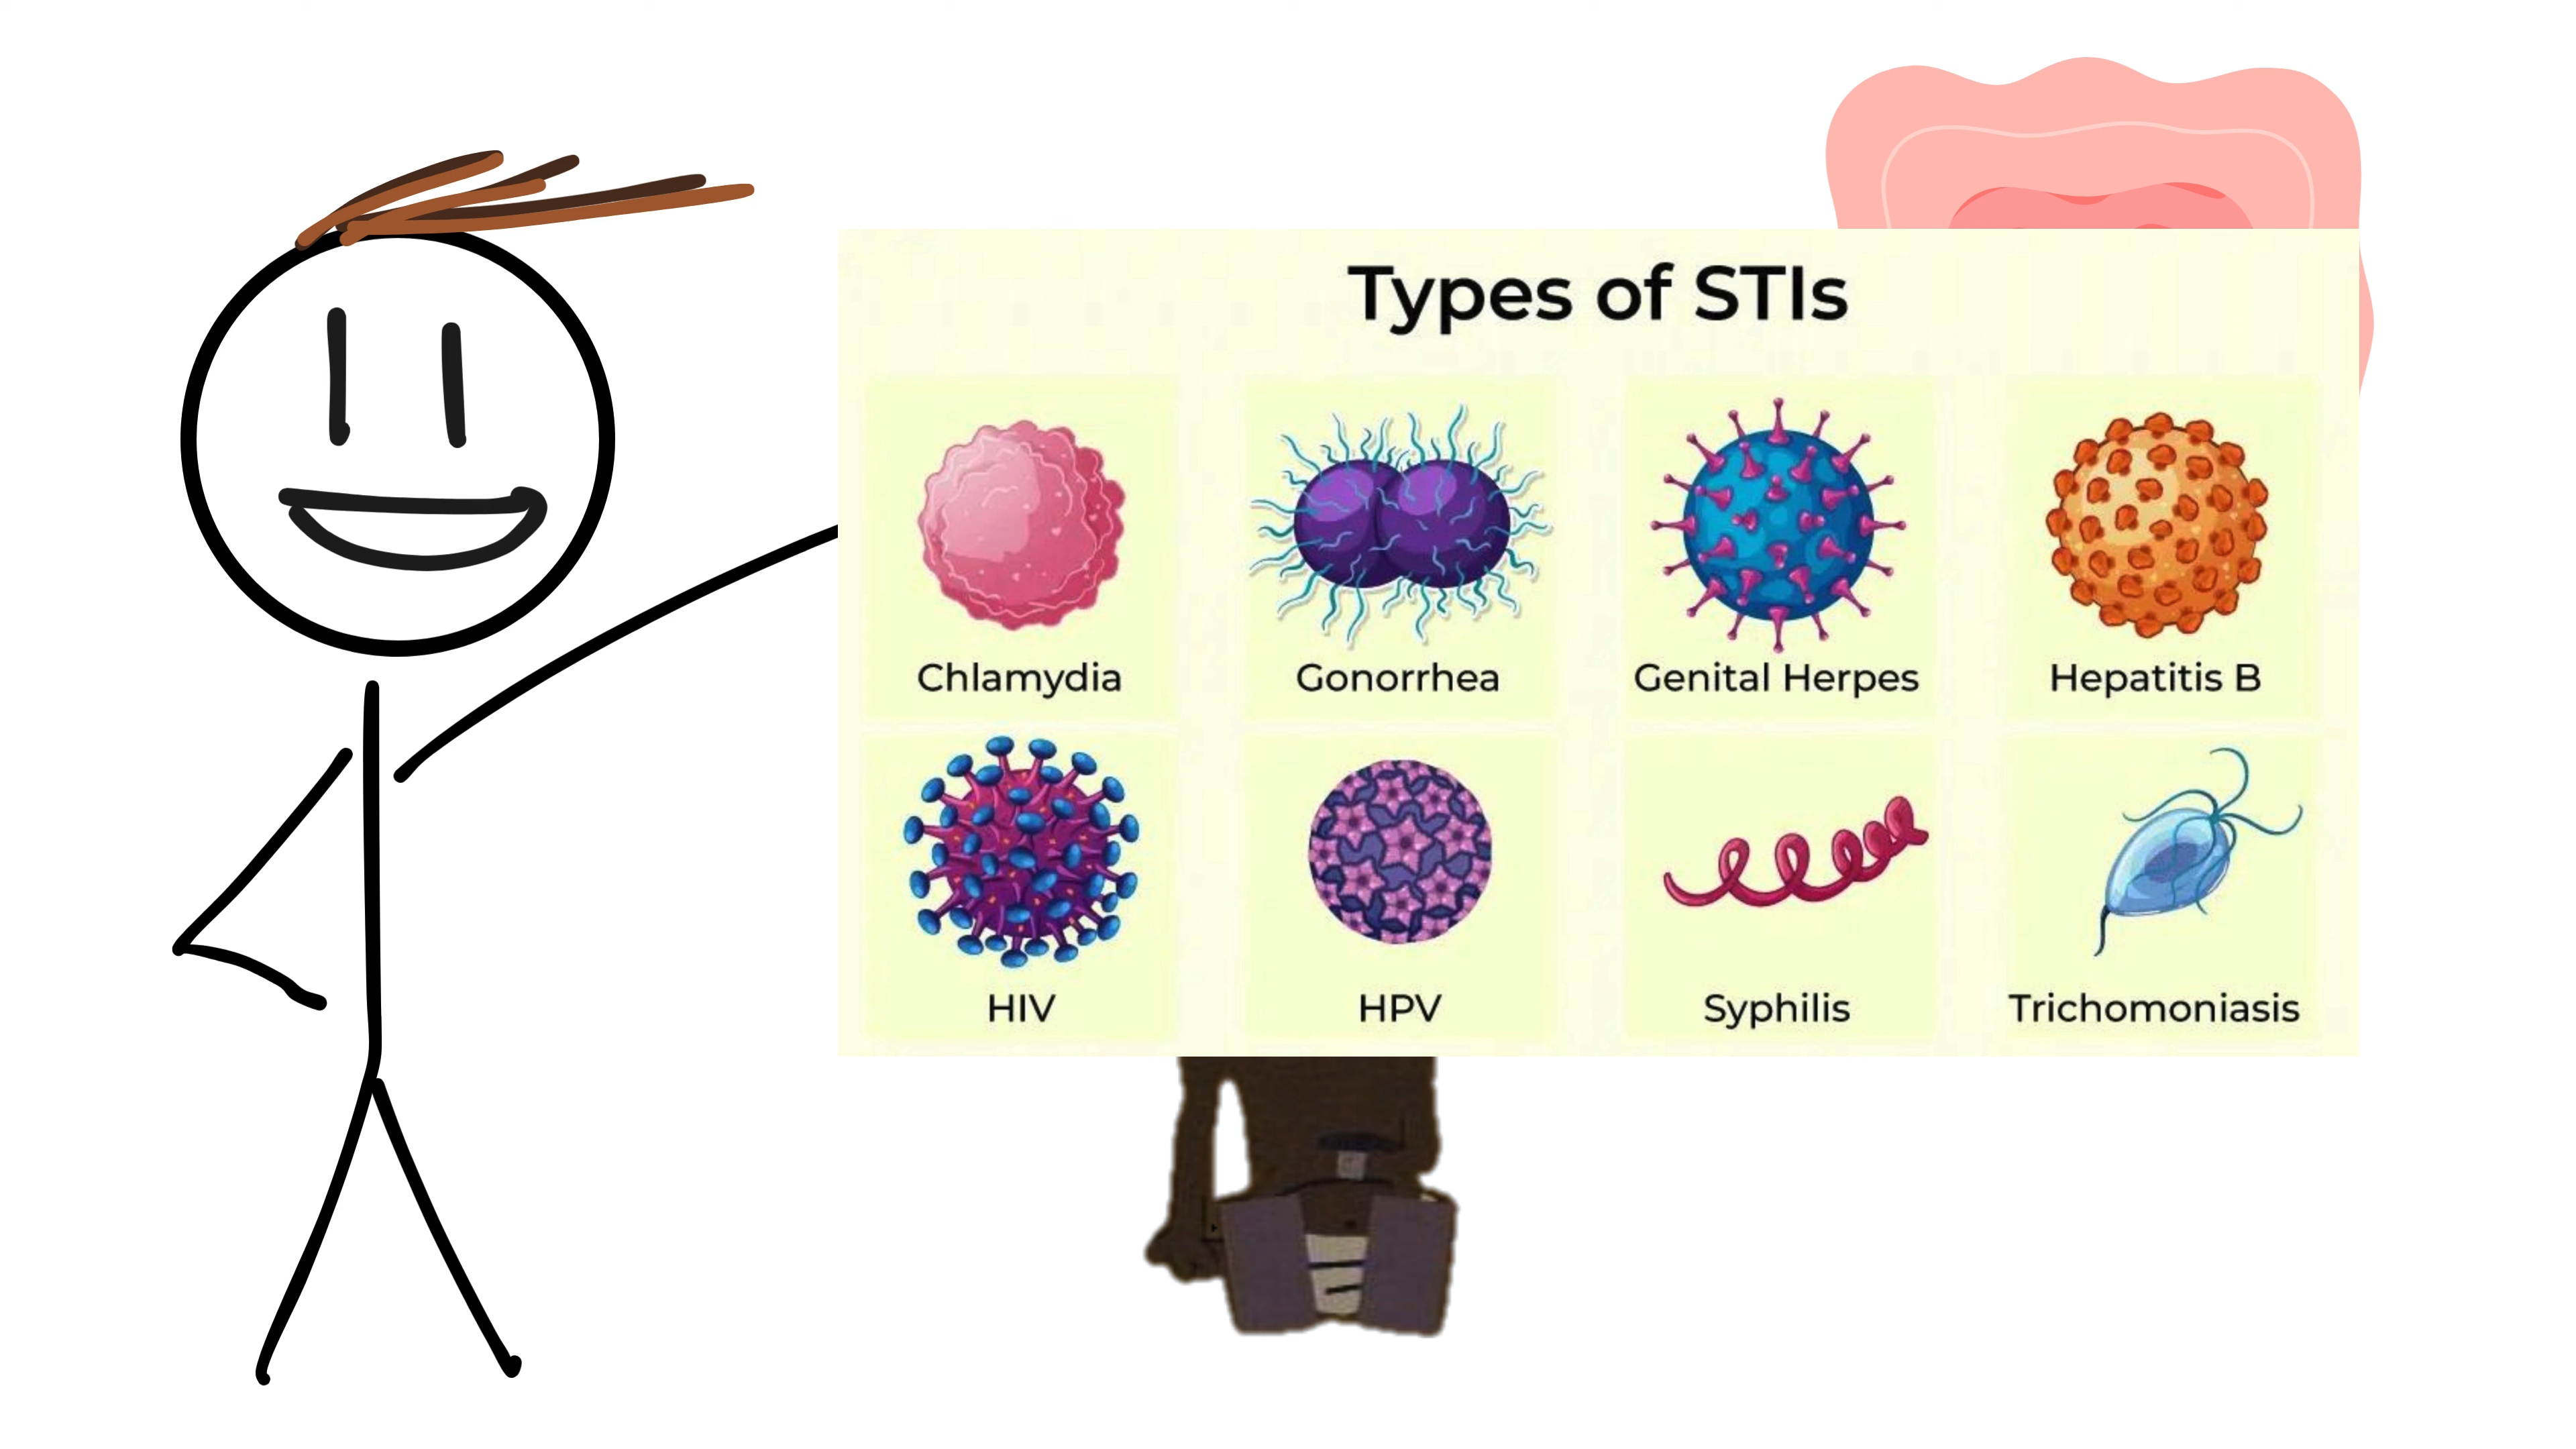 Types of STIs
Chlamydia
Gonorrhea
Genital Herpes
Hepatitis B
HIV
HPV
Syphilis
Trichomoniasis